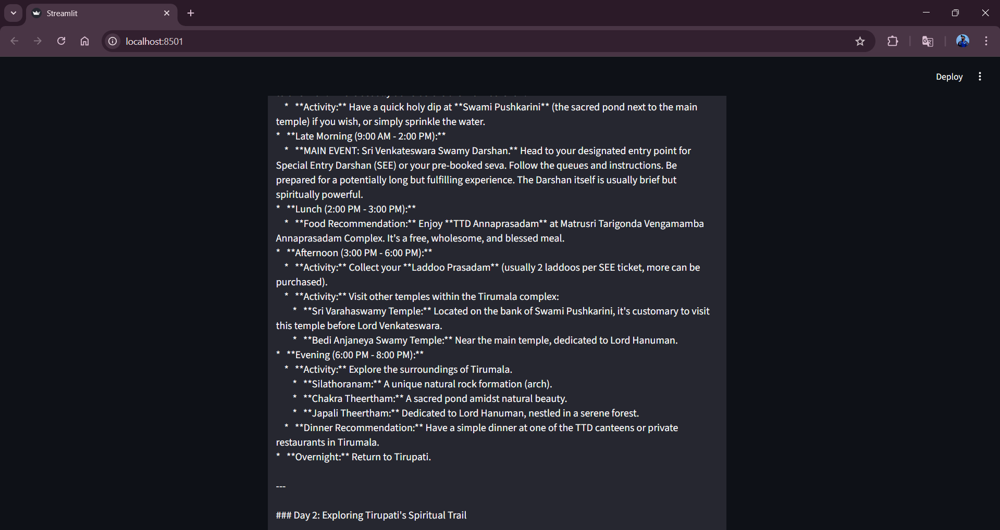 Streamlit
localhost:8501
Deploy
* **Activity:** Have a quick holy dip at **Swami Pushkarini** (the sacred pond next to the main
temple) if you wish, or simply sprinkle the water.
* **Late Morning (9:00 AM - 2:00 PM):**
* **MAIN EVENT: Sri Venkateswara Swamy Darshan.** Head to your designated entry point for
Special Entry Darshan (SEE) or your pre-booked seva. Follow the queues and instructions. Be
prepared for a potentially long but fulfilling experience. The Darshan itself is usually brief but
spiritually powerful.
* **Lunch (2:00 PM - 3:00 PM):**
* **Food Recommendation:** Enjoy **TTD Annaprasadam** at Matrusri Tarigonda Vengamamba
Annaprasadam Complex. It's a free, wholesome, and blessed meal.
* **Afternoon (3:00 PM - 6:00 PM):**
* **Activity:** Collect your **Laddoo Prasadam** (usually 2 laddoos per SEE ticket, more can be
purchased).
* **Activity:** Visit other temples within the Tirumala complex:
* **Sri Varahaswamy Temple:** Located on the bank of Swami Pushkarini, it's customary to visit
this temple before Lord Venkateswara.
* **Bedi Anjaneya Swamy Temple:** Near the main temple, dedicated to Lord Hanuman.
* **Evening (6:00 PM - 8:00 PM):**
* **Activity:** Explore the surroundings of Tirumala.
* **Silathoranam:** A unique natural rock formation (arch).
* **Chakra Theertham:** A sacred pond amidst natural beauty.
* **Japali Theertham:** Dedicated to Lord Hanuman, nestled in a serene forest.
* **Dinner Recommendation:** Have a simple dinner at one of the TTD canteens or private
restaurants in Tirumala.
* **Overnight:** Return to Tirupati.
---
### Day 2: Exploring Tirupati's Spiritual Trail